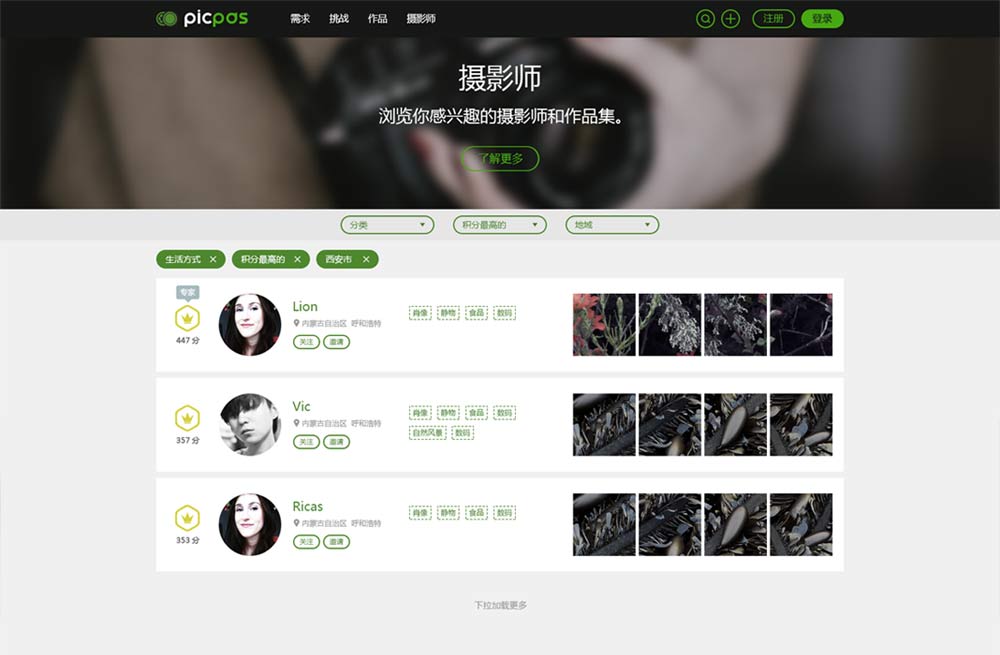 picpas 需求 挑战 作品 摄影师 注册 登录
摄影师
浏览你感兴趣的摄影师和作品集。
了解更多
分类 积分最高的 地域
生活方式 × 积分最高的 × 西安市 ×
专家
447 分
Lion
内蒙古自治区 呼和浩特
关注 邀请
肖像 静物 食品 数码
357 分
Vic
内蒙古自治区 呼和浩特
关注 邀请
肖像 静物 食品 数码
自然风景 数码
353 分
Ricas
内蒙古自治区 呼和浩特
关注 邀请
肖像 静物 食品 数码
下拉加载更多